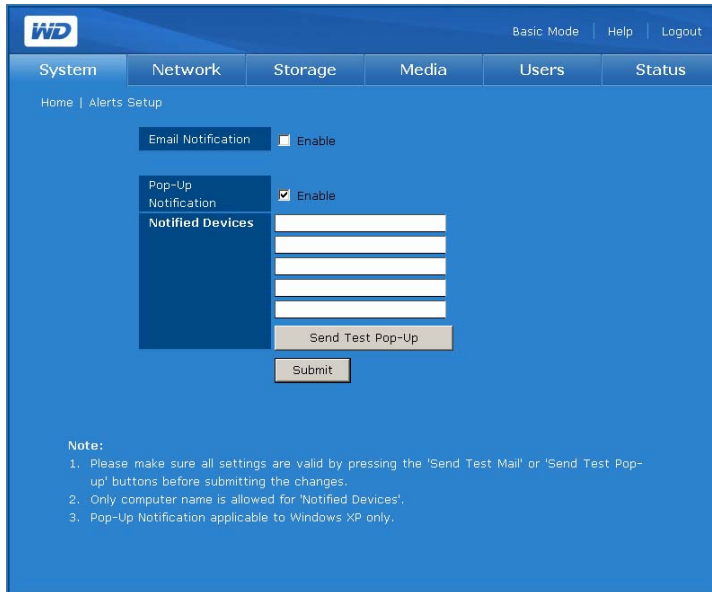 WD
Basic Mode | Help | Logout
System Network Storage Media Users Status
Home | Alerts Setup
Email Notification Enable
Pop-Up
Notification Enable
Notified Devices
Send Test Pop-Up
Submit
Note:
1. Please make sure all settings are valid by pressing the 'Send Test Mail' or 'Send Test Pop-
up' buttons before submitting the changes.
2. Only computer name is allowed for 'Notified Devices'.
3. Pop-Up Notification applicable to Windows XP only.